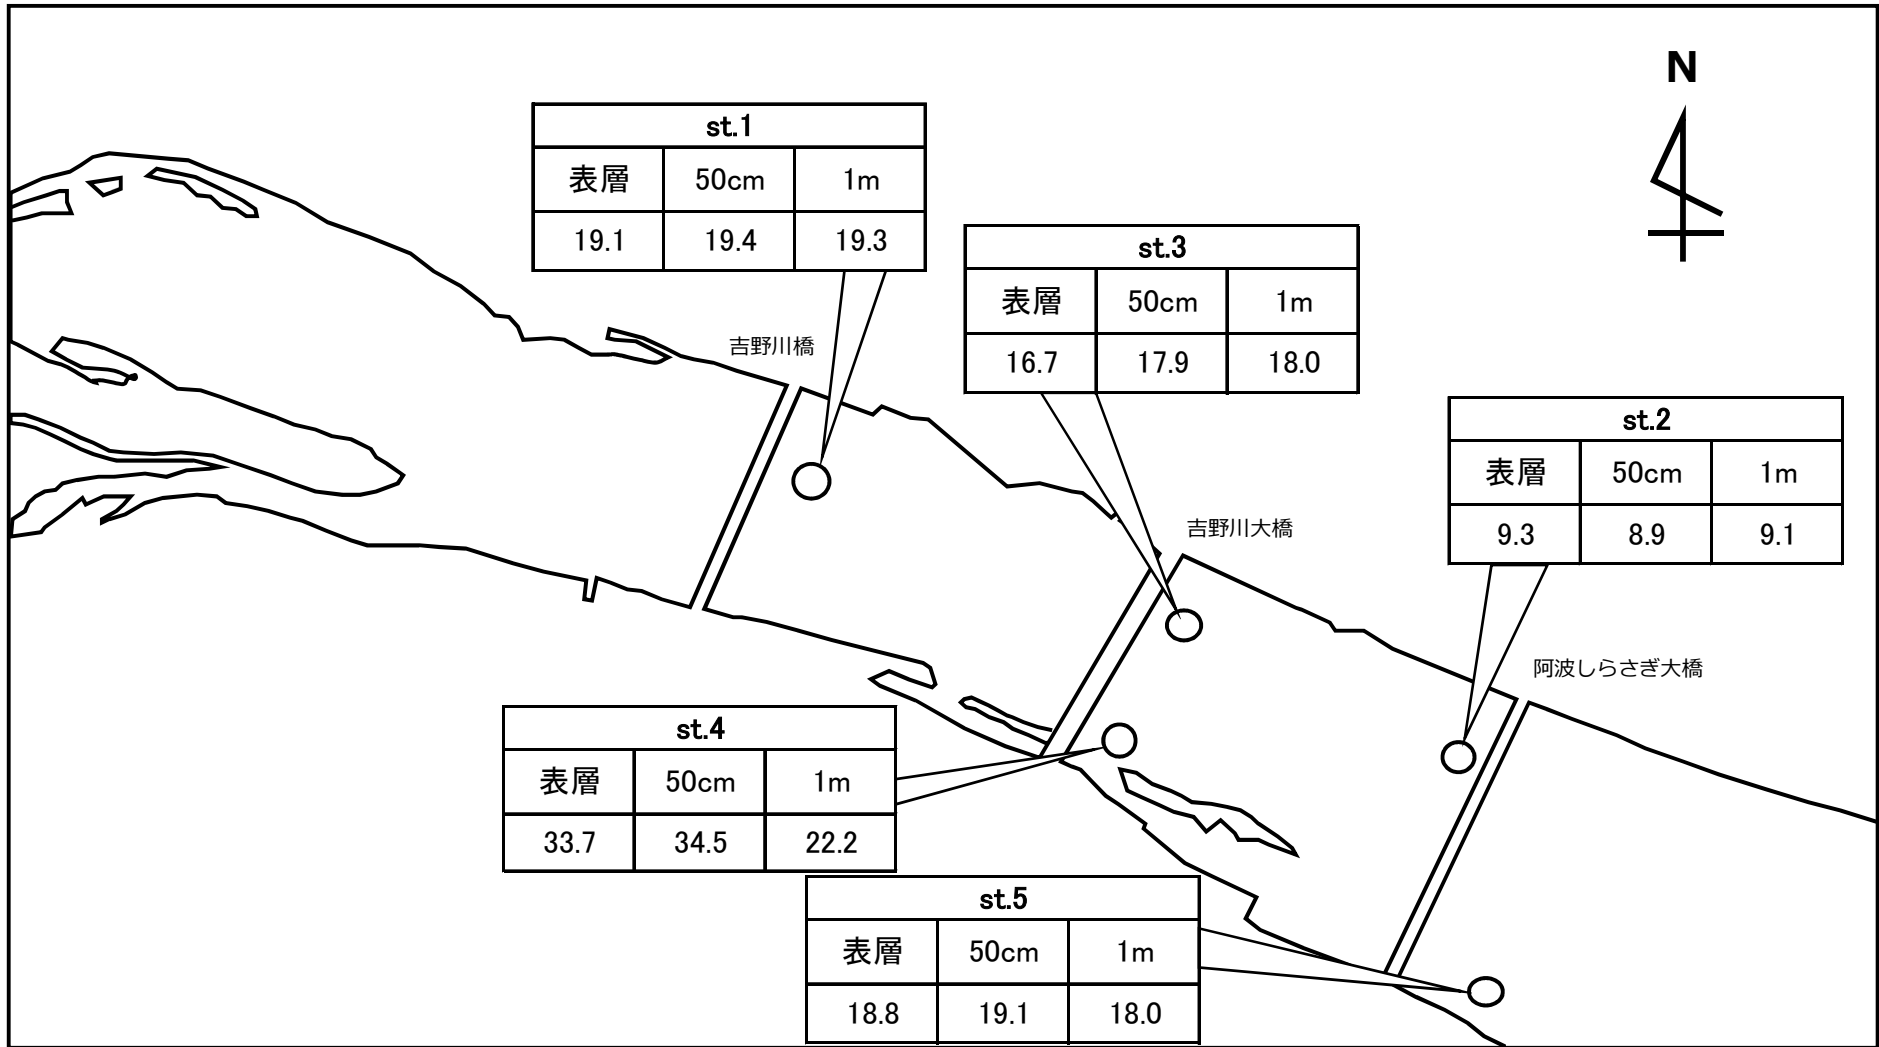 N
st.1
表層 50cm 1m
19.1 19.4 19.3
吉野川橋
st.3
表層 50cm 1m
16.7 17.9 18.0
st.2
表層 50cm 1m
9.3 8.9 9.1
吉野川大橋
阿波しらさぎ大橋
st.4
表層 50cm 1m
33.7 34.5 22.2
st.5
表層 50cm 1m
18.8 19.1 18.0